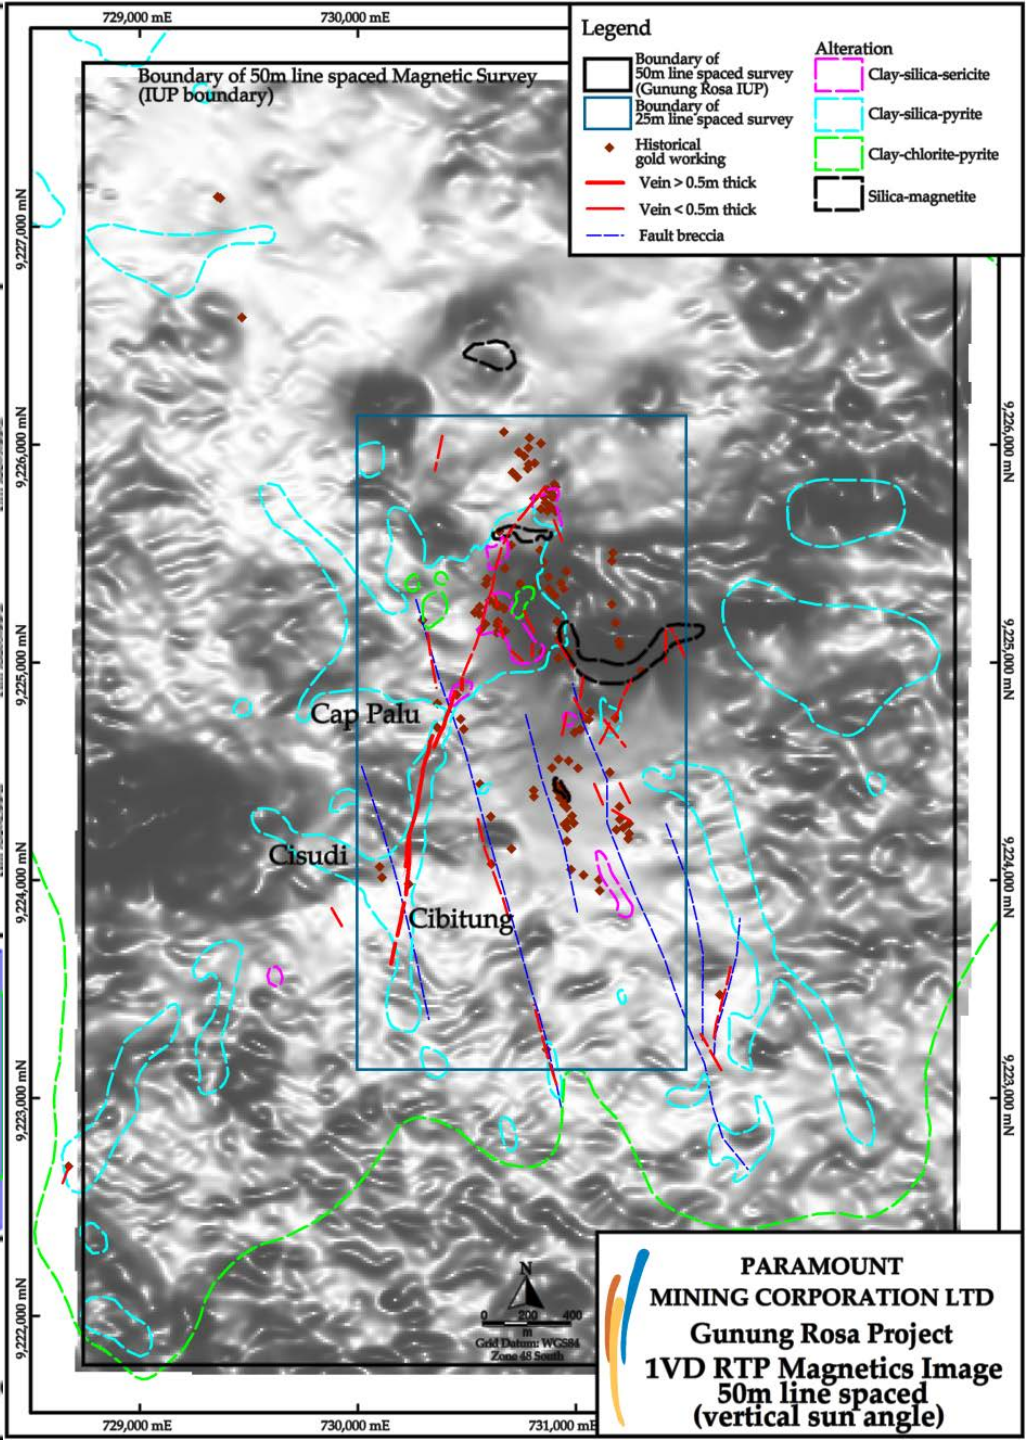 729,000 mE
730,000 mE
Boundary of 50m line spaced Magnetic Survey
(IUP boundary)
Legend
Boundary of
50m line spaced survey
(Gunung Rosa IUP)
Boundary of
25m line spaced survey
Historical
gold working
Vein > 0.5m thick
Vein < 0.5m thick
Fault breccia
Alteration
Clay-silica-sericite
Clay-silica-pyrite
Clay-chlorite-pyrite
Silica-magnetite
9,227,000 mN
9,226,000 mN
9,226,000 mN
9,225,000 mN
9,225,000 mN
Cap Palu
Cisudi
9,224,000 mN
9,224,000 mN
Cibitung
9,223,000 mN
9,223,000 mN
9,222,000 mN
N
0 200 400
m
Grid Datum: WGS84
Zone 48 South
PARAMOUNT
MINING CORPORATION LTD
Gunung Rosa Project
1VD RTP Magnetics Image
50m line spaced
(vertical sun angle)
729,000 mE
730,000 mE
731,000 m